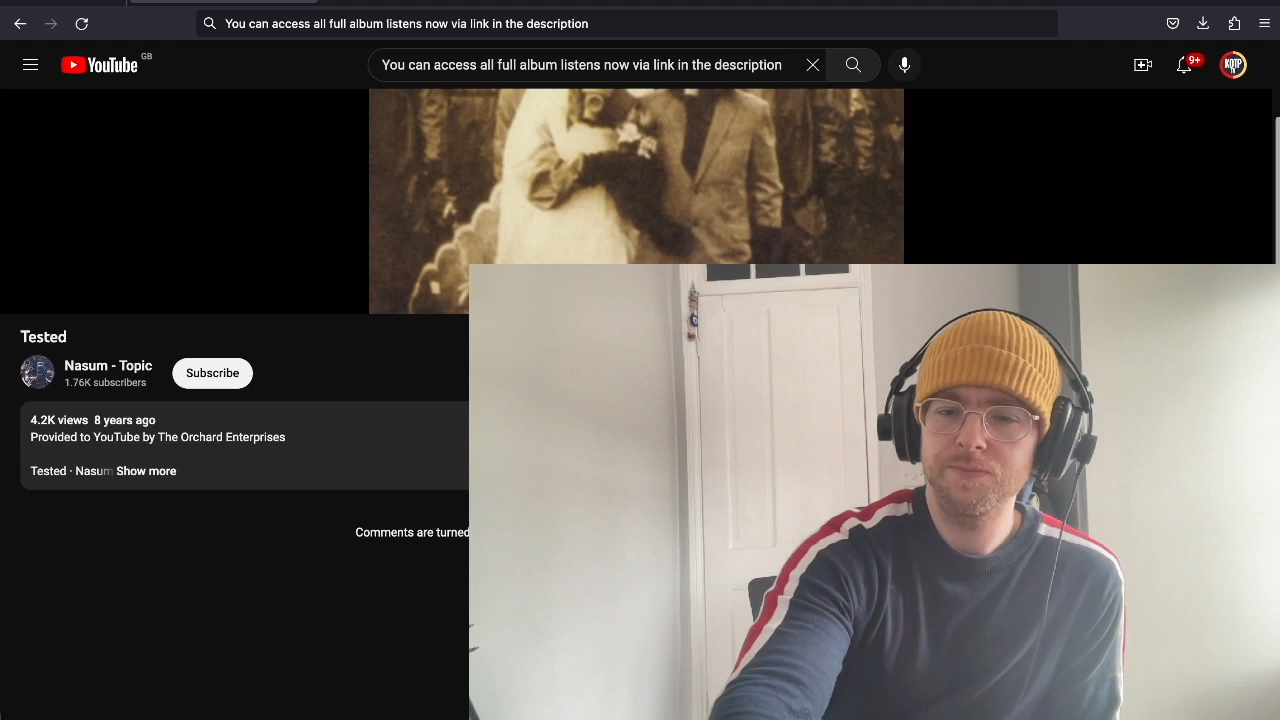 You can access all full album listens now via link in the description
YouTube GB
You can access all full album listens now via link in the description
9+
KOTP
TV
Tested
Nasum - Topic
1.76K subscribers
Subscribe
4.2K views 8 years ago
Provided to YouTube by The Orchard Enterprises
Tested · Nasum Show more
Comments are turned